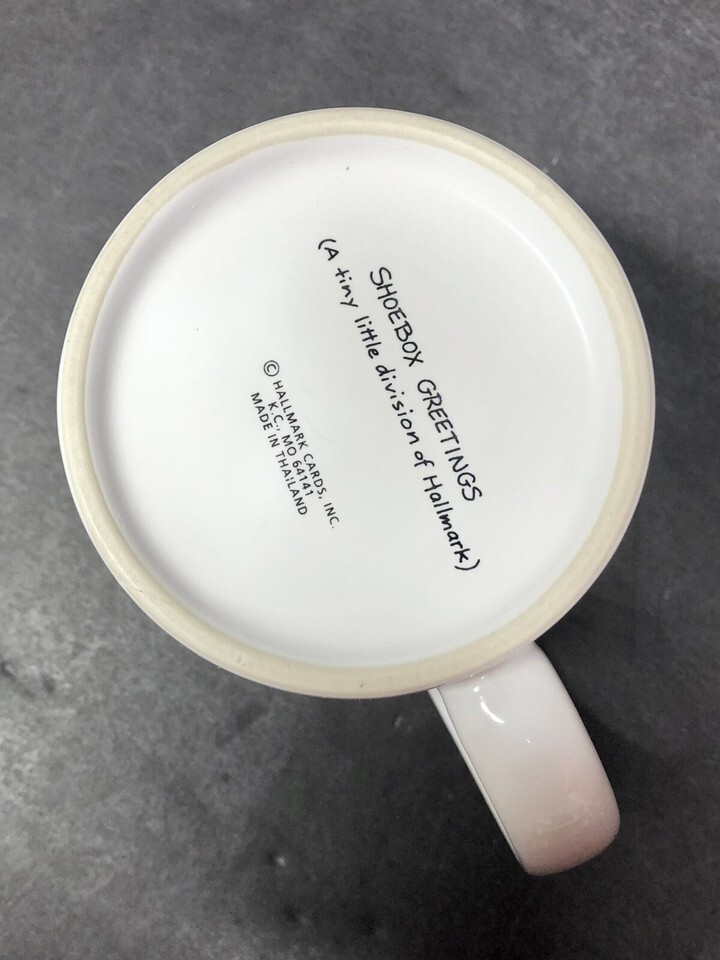 SHOEBOX GREETINGS
(A tiny little division of Hallmark)
© HALLMARK CARDS, INC.
K.C., MO 64141
MADE IN THAILAND